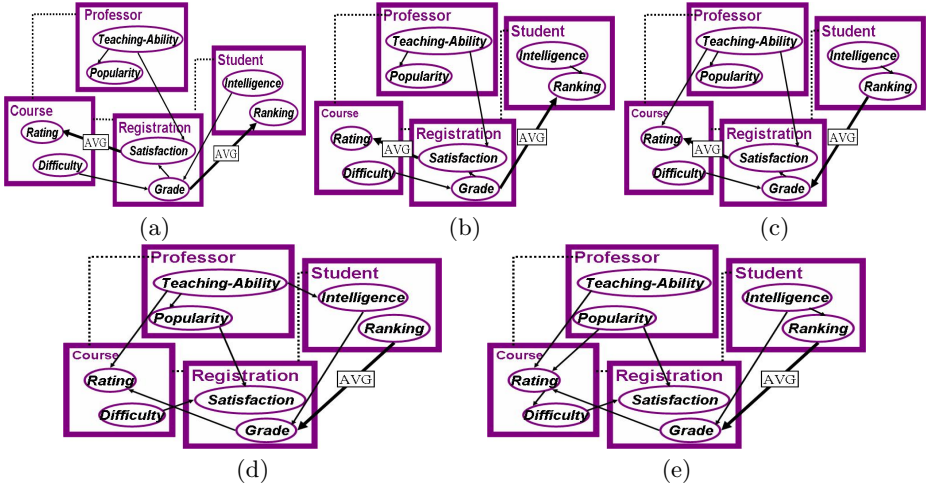 Professor
Teaching-Ability
Popularity
Student
Intelligence
Ranking
Course
Rating
Difficulty
AVG
Registration
Satisfaction
Grade
AVG
(a)
Professor
Teaching-Ability
Popularity
Student
Intelligence
Ranking
Course
Rating
Difficulty
AVG
Registration
Satisfaction
Grade
AVG
(b)
Professor
Teaching-Ability
Popularity
Student
Intelligence
Ranking
Course
Rating
Difficulty
AVG
Registration
Satisfaction
Grade
AVG
(c)
Professor
Teaching-Ability
Popularity
Student
Intelligence
Ranking
Course
Rating
Difficulty
Registration
Satisfaction
Grade
AVG
(d)
Professor
Teaching-Ability
Popularity
Student
Intelligence
Ranking
Course
Rating
Difficulty
Registration
Satisfaction
Grade
AVG
(e)